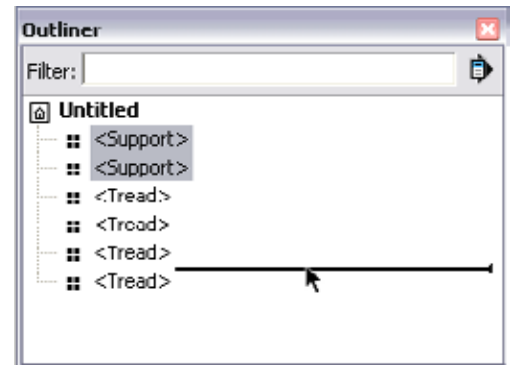 Outliner
Filter:
Untitled
<Support>
<Support>
<Tread>
<Tread>
<Tread>
<Tread>